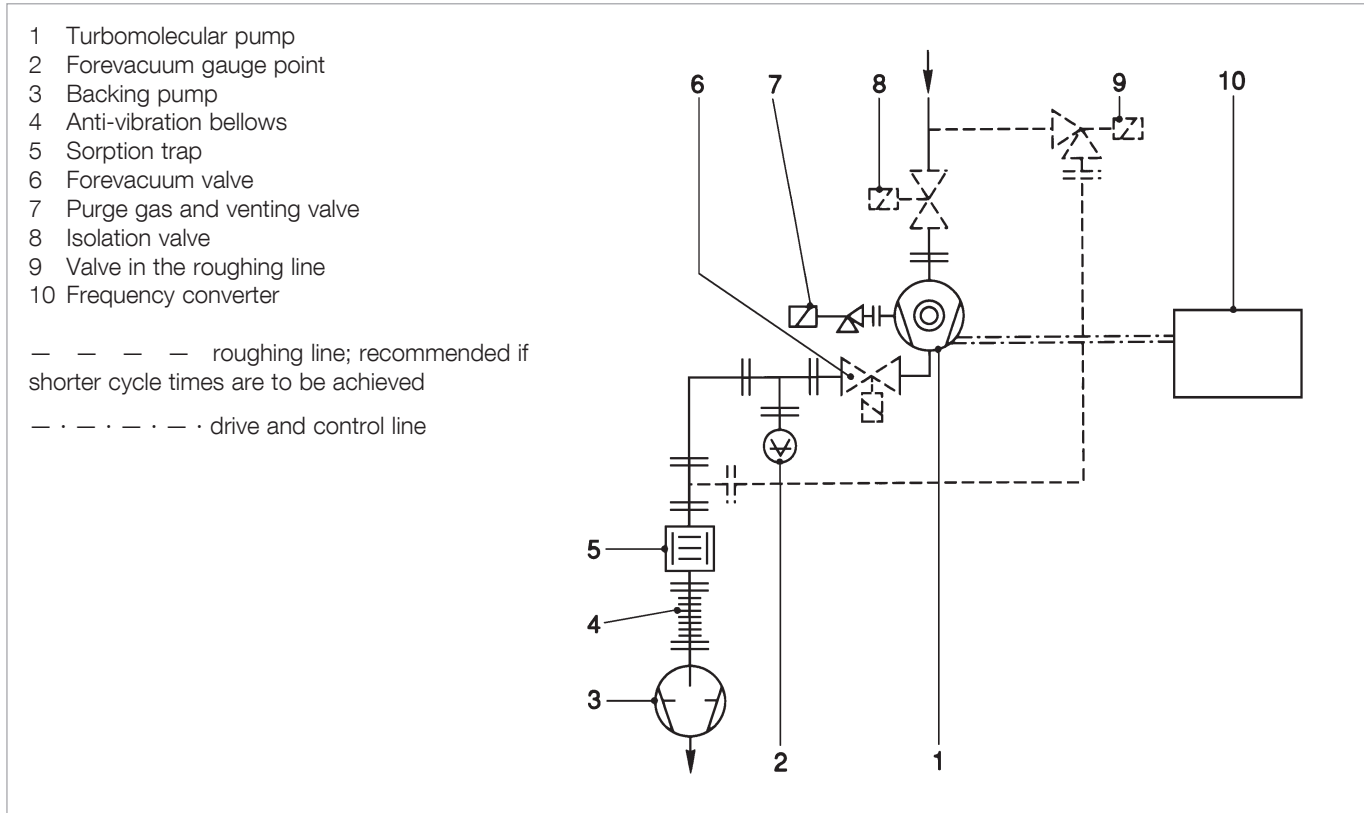 1 Turbomolecular pump
2 Forevacuum gauge point
3 Backing pump
4 Anti-vibration bellows
5 Sorption trap
6 Forevacuum valve
7 Purge gas and venting valve
8 Isolation valve
9 Valve in the roughing line
10 Frequency converter
roughing line; recommended if
shorter cycle times are to be achieved
drive and control line
6
7
8
9
10
5
4
3
2
1